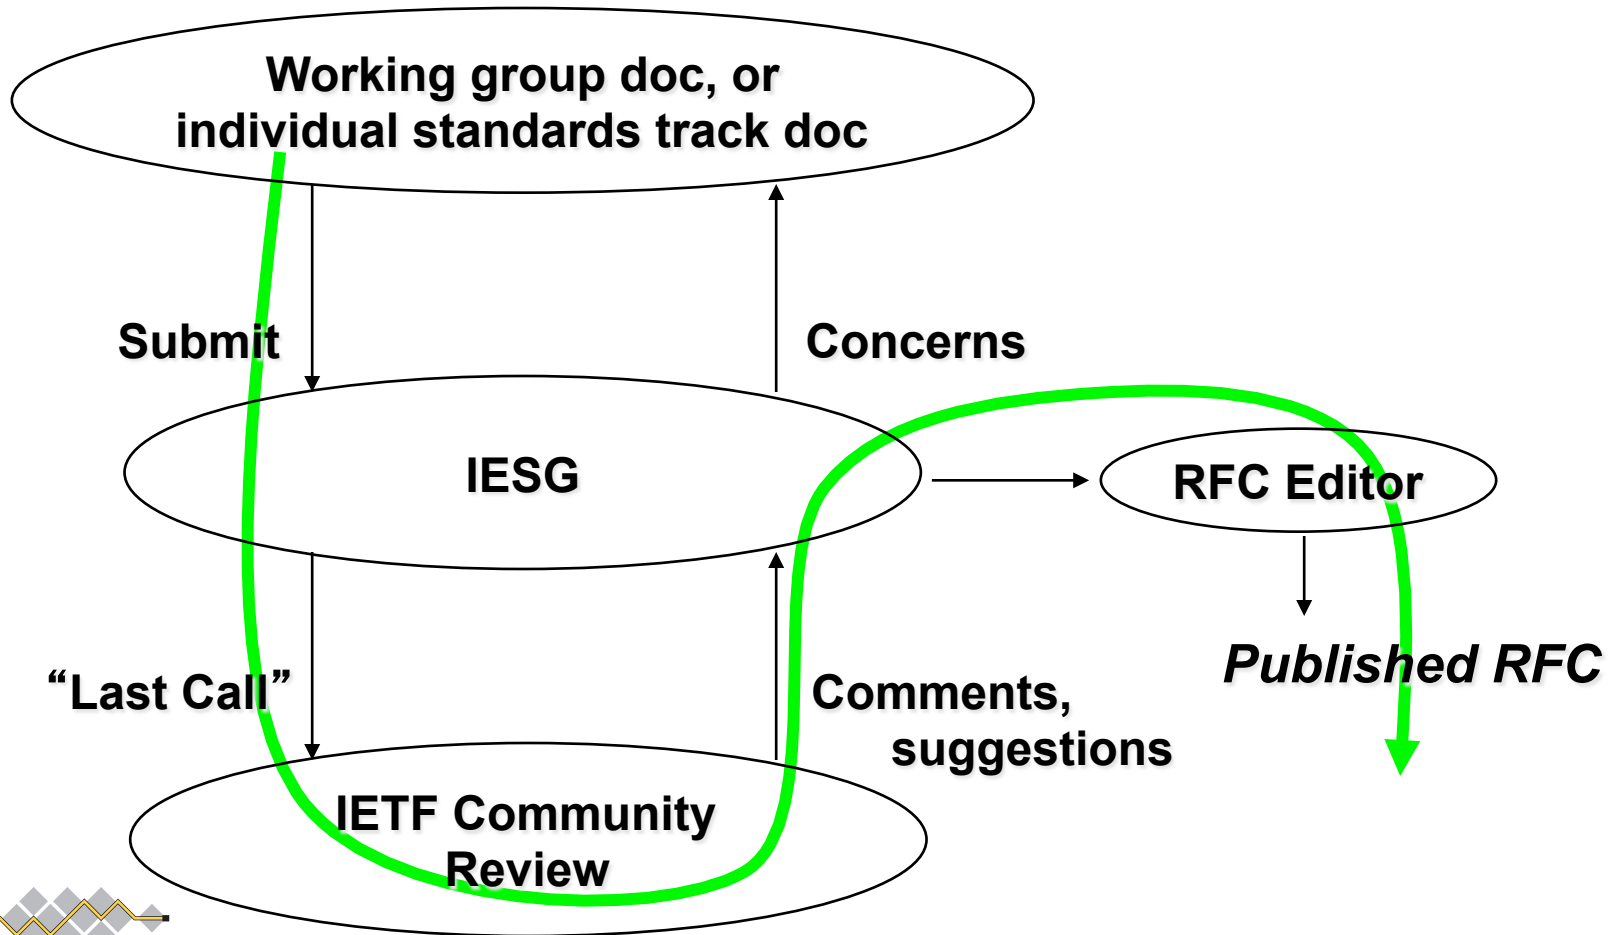 Working group doc, or
individual standards track doc
Submit
Concerns
IESG
RFC Editor
“Last Call”
Comments,
suggestions
Published RFC
IETF Community
Review